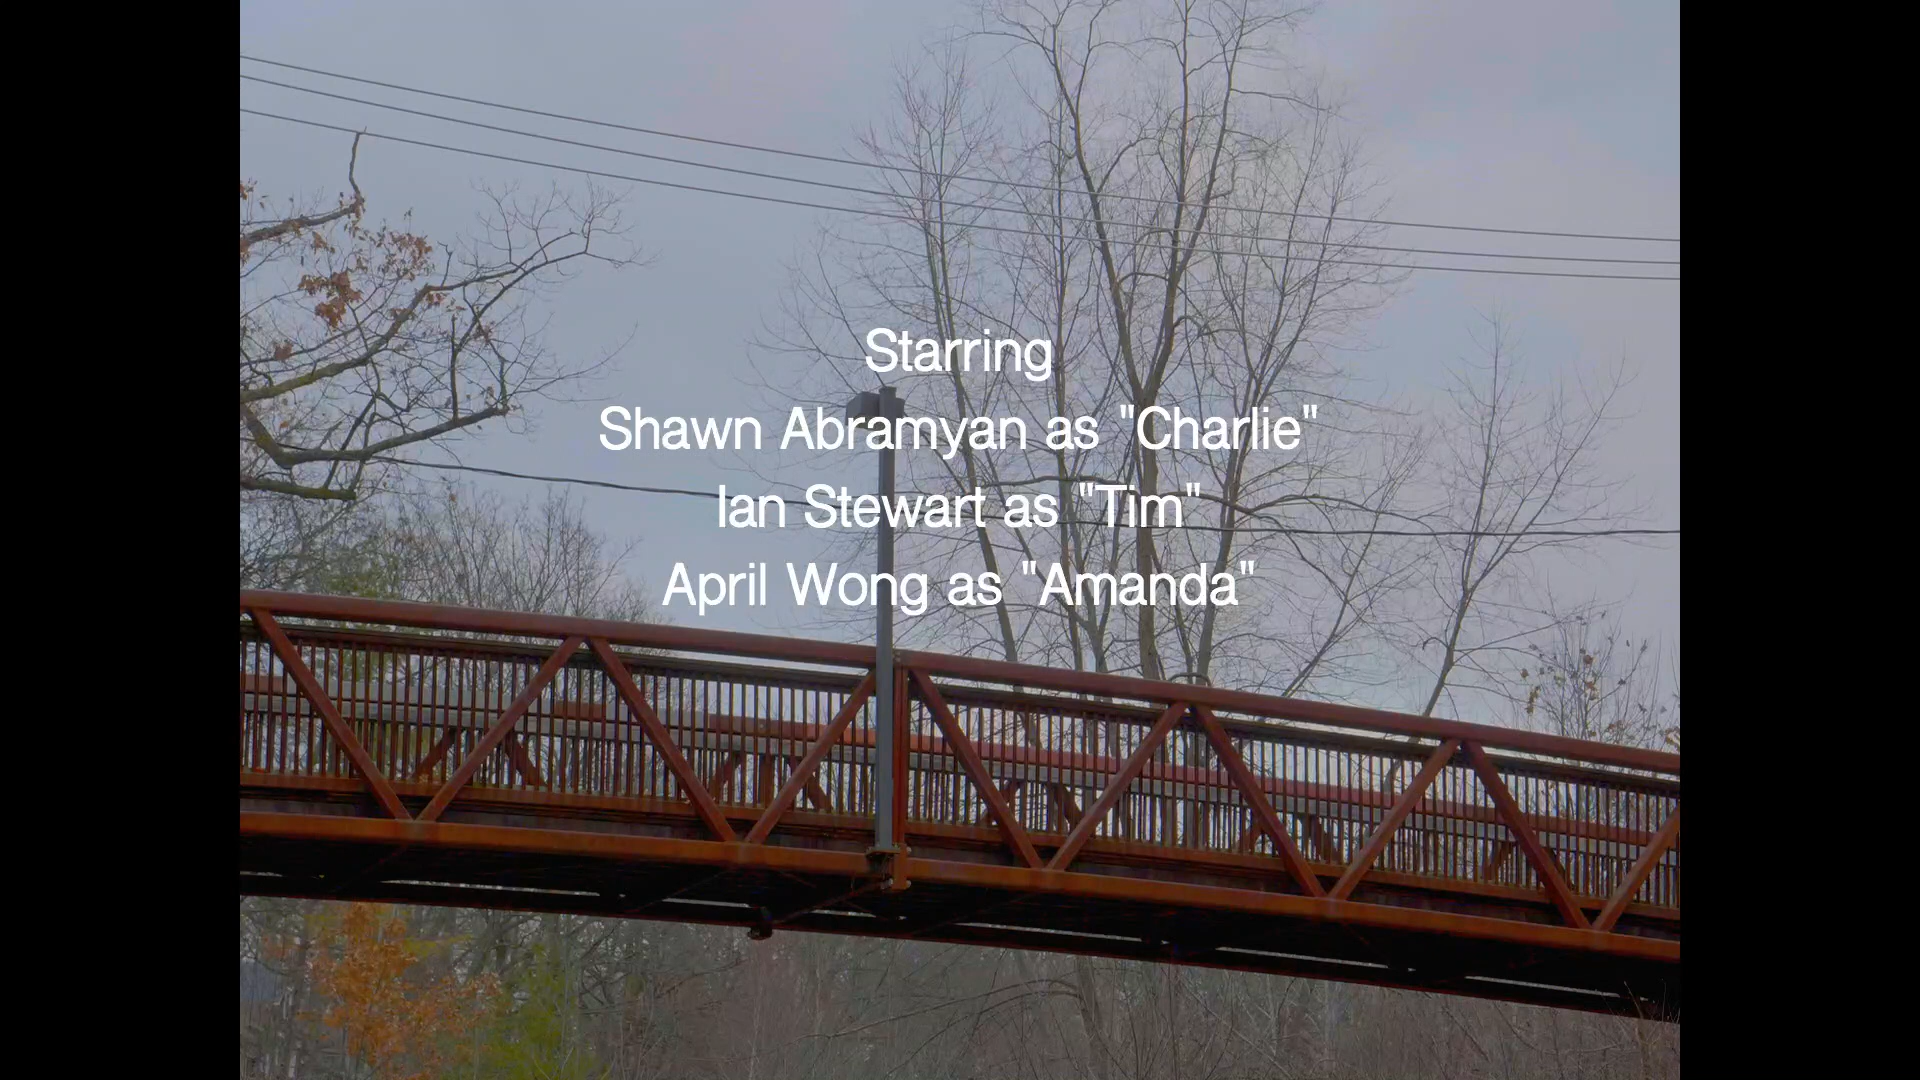 Starring
Shawn Abramyan as "Charlie"
Ian Stewart as "Tim"
April Wong as "Amanda"